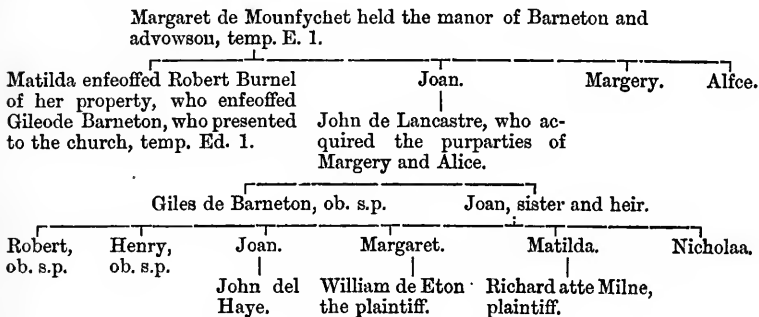 Margaret de Mounfychet held the manor of Barneton and
advowson, temp. E. 1.
Matilda enfeoffed Robert Burnel
of her property, who enfeoffed
Gileode Barneton, who presented
to the church, temp. Ed. 1.
Joan.
Margery.
Alfce.
John de Lancastre, who ac-
quired the purparties of
Margery and Alice.
Giles de Barneton, ob. s.p.
Joan, sister and heir.
Robert,
ob. s.p.
Henry,
ob. s.p.
Joan.
Margaret.
Matilda.
Nicholaa.
John del
Haye.
William de Eton
the plaintiff.
Richard atte Milne,
plaintiff.